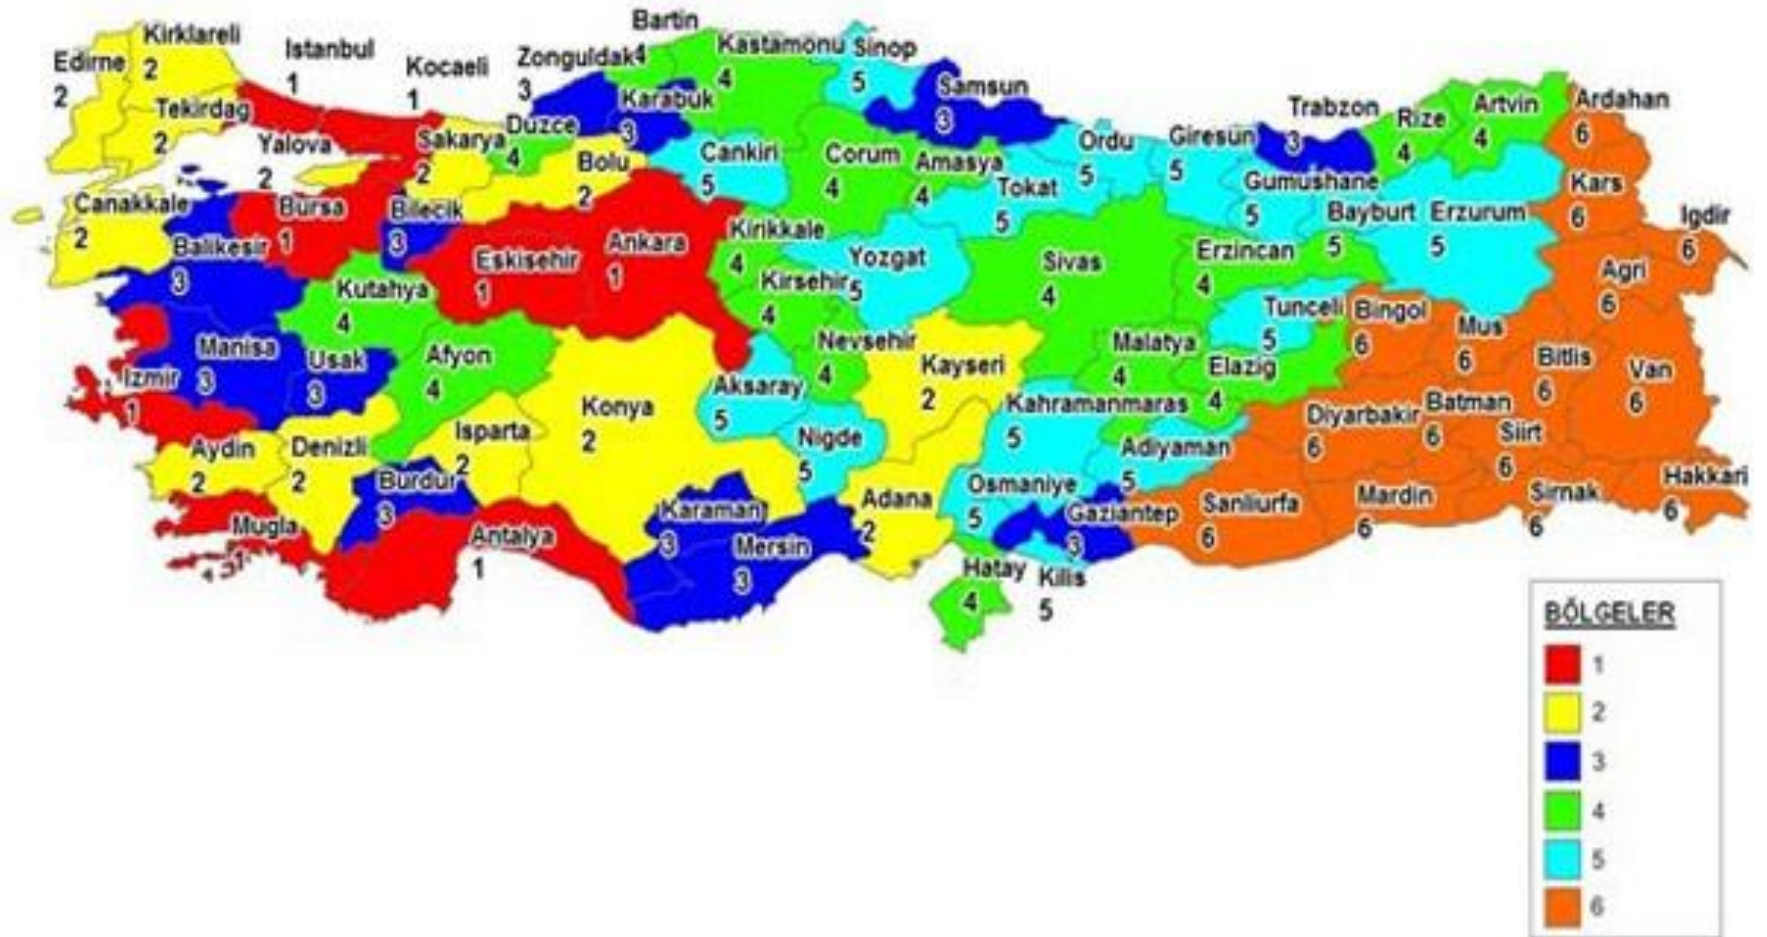 Bartin
4
Kirklareli
2
Istanbul
1
Kastamonu
4
Sinop
5
Edirne
2
Kocaeli
1
Zonguldak
3
Samsun
3
Karabuk
3
Tekirdag
2
Trabzon
3
Rize
4
Artvin
4
Ardahan
6
Yalova
2
Sakarya
2
Duzce
4
Bolu
2
Cankiri
5
Corum
4
Amasya
4
Ordu
5
Giresun
5
Tokat
5
Gumushane
5
Kars
6
Canakkale
2
Bursa
1
Bilecik
3
Bayburt
5
Erzurum
5
Igdir
6
Balikesir
3
Eskisehir
1
Ankara
1
Kirikkale
4
Yozgat
5
Sivas
4
Erzincan
4
Agri
6
Kutahya
4
Kirsehir
4
Tunceli
5
Bingol
6
Mus
6
Manisa
3
Usak
3
Afyon
4
Nevsehir
4
Kayseri
2
Malatya
4
Elazig
4
Bitlis
6
Van
6
Izmir
1
Aksaray
5
Konya
2
Kahramanmaras
5
Diyarbakir
6
Batman
6
Siirt
6
Aydin
2
Denizli
2
Isparta
2
Nigde
5
Adiyaman
5
Burdur
3
Osmaniye
5
Adana
2
Karaman
3
Gaziantep
3
Sanliurfa
6
Mardin
6
Sirnak
6
Hakkari
6
Mugla
1
Antalya
1
Mersin
3
Hatay
4
Kilis
5
BÖLGELER
1
2
3
4
5
6